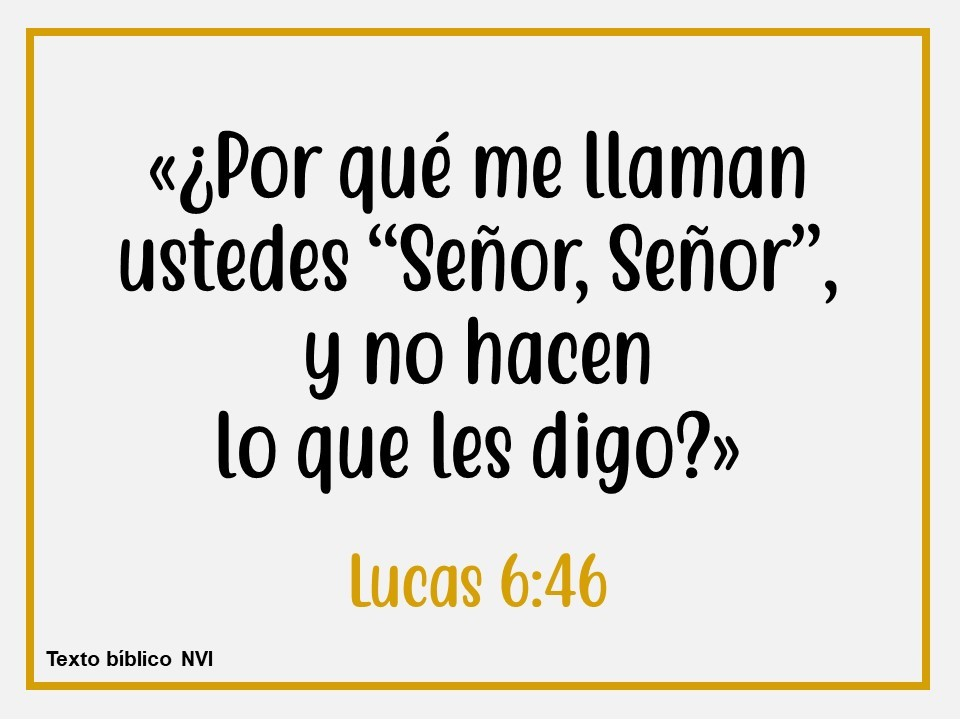 «¿Por qué me llaman
ustedes “Señor, Señor”,
y no hacen
lo que les digo?»
Lucas 6:46
Texto bíblico NVI